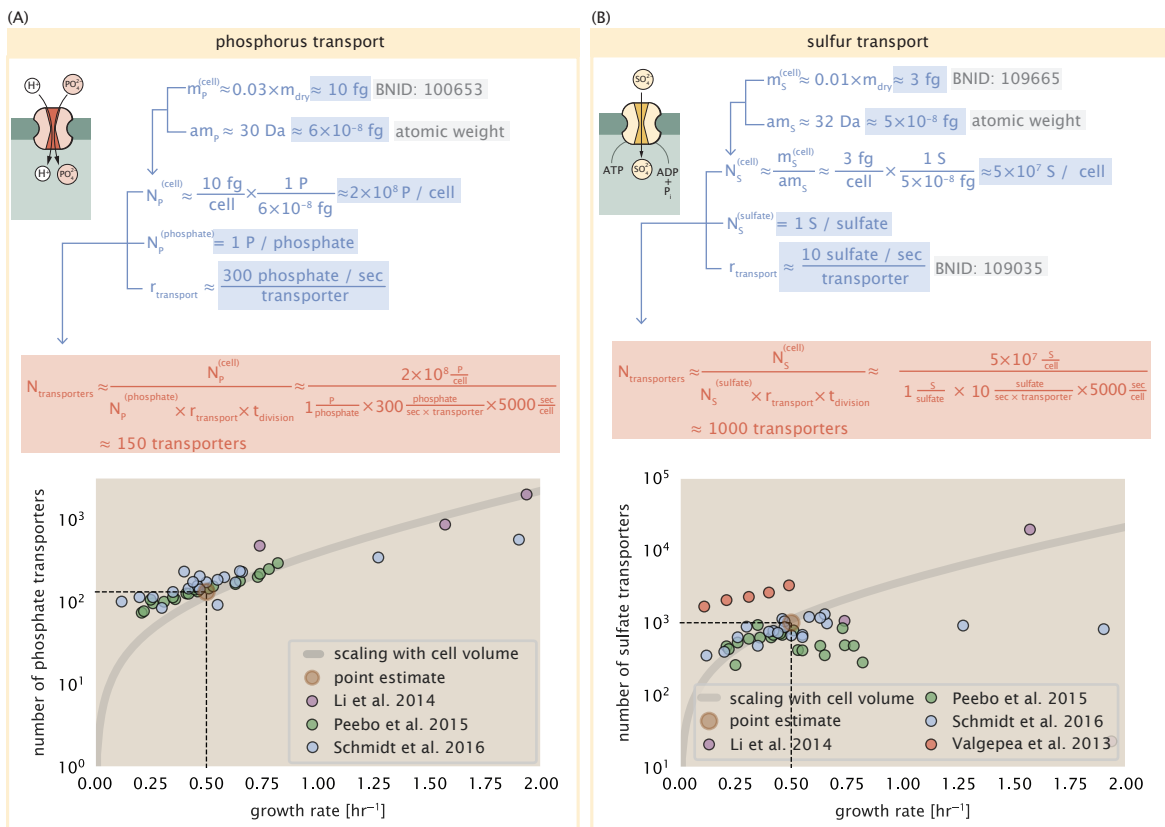 (A)
phosphorus transport
H⁺
PO₄²⁻
H⁺
PO₄²⁻
m_P^(cell) ≈ 0.03 × m_dry ≈ 10 fg BNID: 100653
am_P ≈ 30 Da ≈ 6×10⁻⁸ fg atomic weight
N_P^(cell) ≈ 10 fg / cell × 1 P / 6×10⁻⁸ fg ≈2×10⁸ P / cell
N_P^(phosphate) = 1 P / phosphate
r_transport ≈ 300 phosphate / sec / transporter
N_transporters ≈ N_P^(cell) / N_P^(phosphate) × r_transport × t_division ≈ 2×10⁸ P/cell / 1 P/phosphate ×300 phosphate/sec × transporter ×5000 sec/cell
≈ 150 transporters
number of phosphate transporters
10³
10²
10¹
10⁰
scaling with cell volume
point estimate
Li et al. 2014
Peebo et al. 2015
Schmidt et al. 2016
0.00 0.25 0.50 0.75 1.00 1.25 1.50 1.75 2.00
growth rate [hr⁻¹]
(B)
sulfur transport
SO₄²⁻
ATP
SO₄²⁻
ADP
+
P_i
m_S^(cell) ≈ 0.01 × m_dry ≈ 3 fg BNID: 109665
am_S ≈ 32 Da ≈ 5×10⁻⁸ fg atomic weight
N_S^(cell) ≈ m_S^(cell) / am_S ≈ 3 fg / cell × 1 S / 5×10⁻⁸ fg ≈5×10⁷ S / cell
N_S^(sulfate) = 1 S / sulfate
r_transport ≈ 10 sulfate / sec / transporter BNID: 109035
N_transporters ≈ N_S^(cell) / N_S^(sulfate) × r_transport × t_division ≈ 5×10⁷ S/cell / 1 S/sulfate × 10 sulfate/sec × transporter ×5000 sec/cell
≈ 1000 transporters
number of sulfate transporters
10⁵
10⁴
10³
10²
10¹
scaling with cell volume
point estimate
Li et al. 2014
Peebo et al. 2015
Schmidt et al. 2016
Valgepea et al. 2013
0.00 0.25 0.50 0.75 1.00 1.25 1.50 1.75 2.00
growth rate [hr⁻¹]